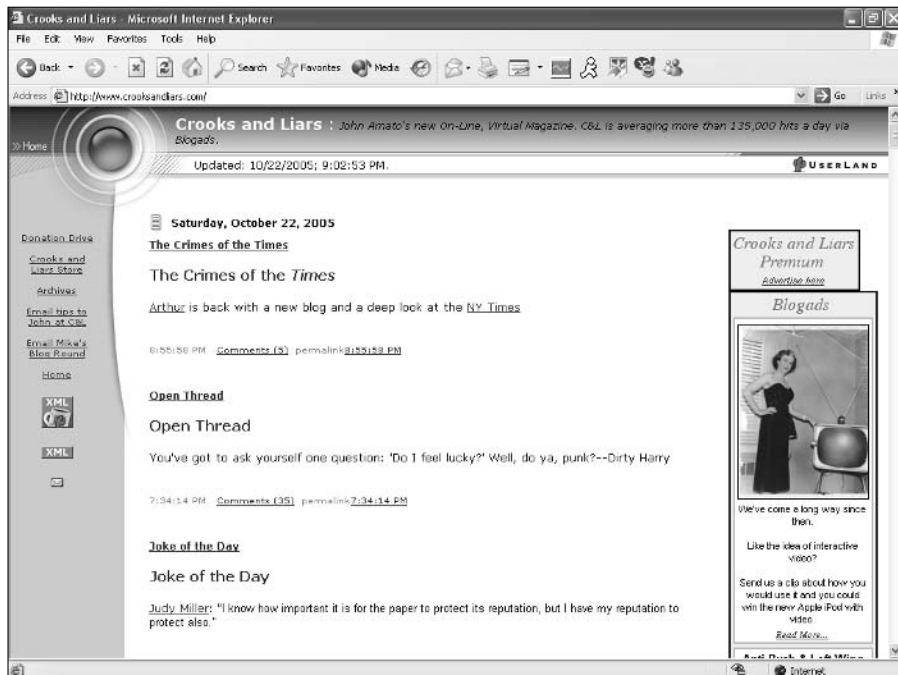 Crooks and Liars - Microsoft Internet Explorer
File Edit View Favorites Tools Help
Back Search Favorites Media
Address http://www.crooksandliars.com/ Go Links
Crooks and Liars : John Amato's new On-Line, Virtual Magazine. C&L is averaging more than 135,000 hits a day via
Blogads.
Home
Updated: 10/22/2005; 9:02:53 PM.
USERLAND
Donation Drive
Crooks and
Liars Store
Archives
Email tips to
John at C&L
Email Mike's
Blog Round
Home
XML
XML
Saturday, October 22, 2005
The Crimes of the Times
The Crimes of the Times
Arthur is back with a new blog and a deep look at the NY Times
8:55:58 PM Comments (5) permalink8:55:58 PM
Open Thread
Open Thread
You've got to ask yourself one question: 'Do I feel lucky?' Well, do ya, punk?--Dirty Harry
7:34:14 PM Comments (35) permalink7:34:14 PM
Joke of the Day
Joke of the Day
Judy Miller: "I know how important it is for the paper to protect its reputation, but I have my reputation to
protect also."
Crooks and Liars
Premium
Advertise here
Blogads
We've come a long way since
then.
Like the idea of interactive
video?
Send us a clip about how you
would use it and you could
win the new Apple iPod with
video.
Read More...
Anti Bush & Left Wing
Internet